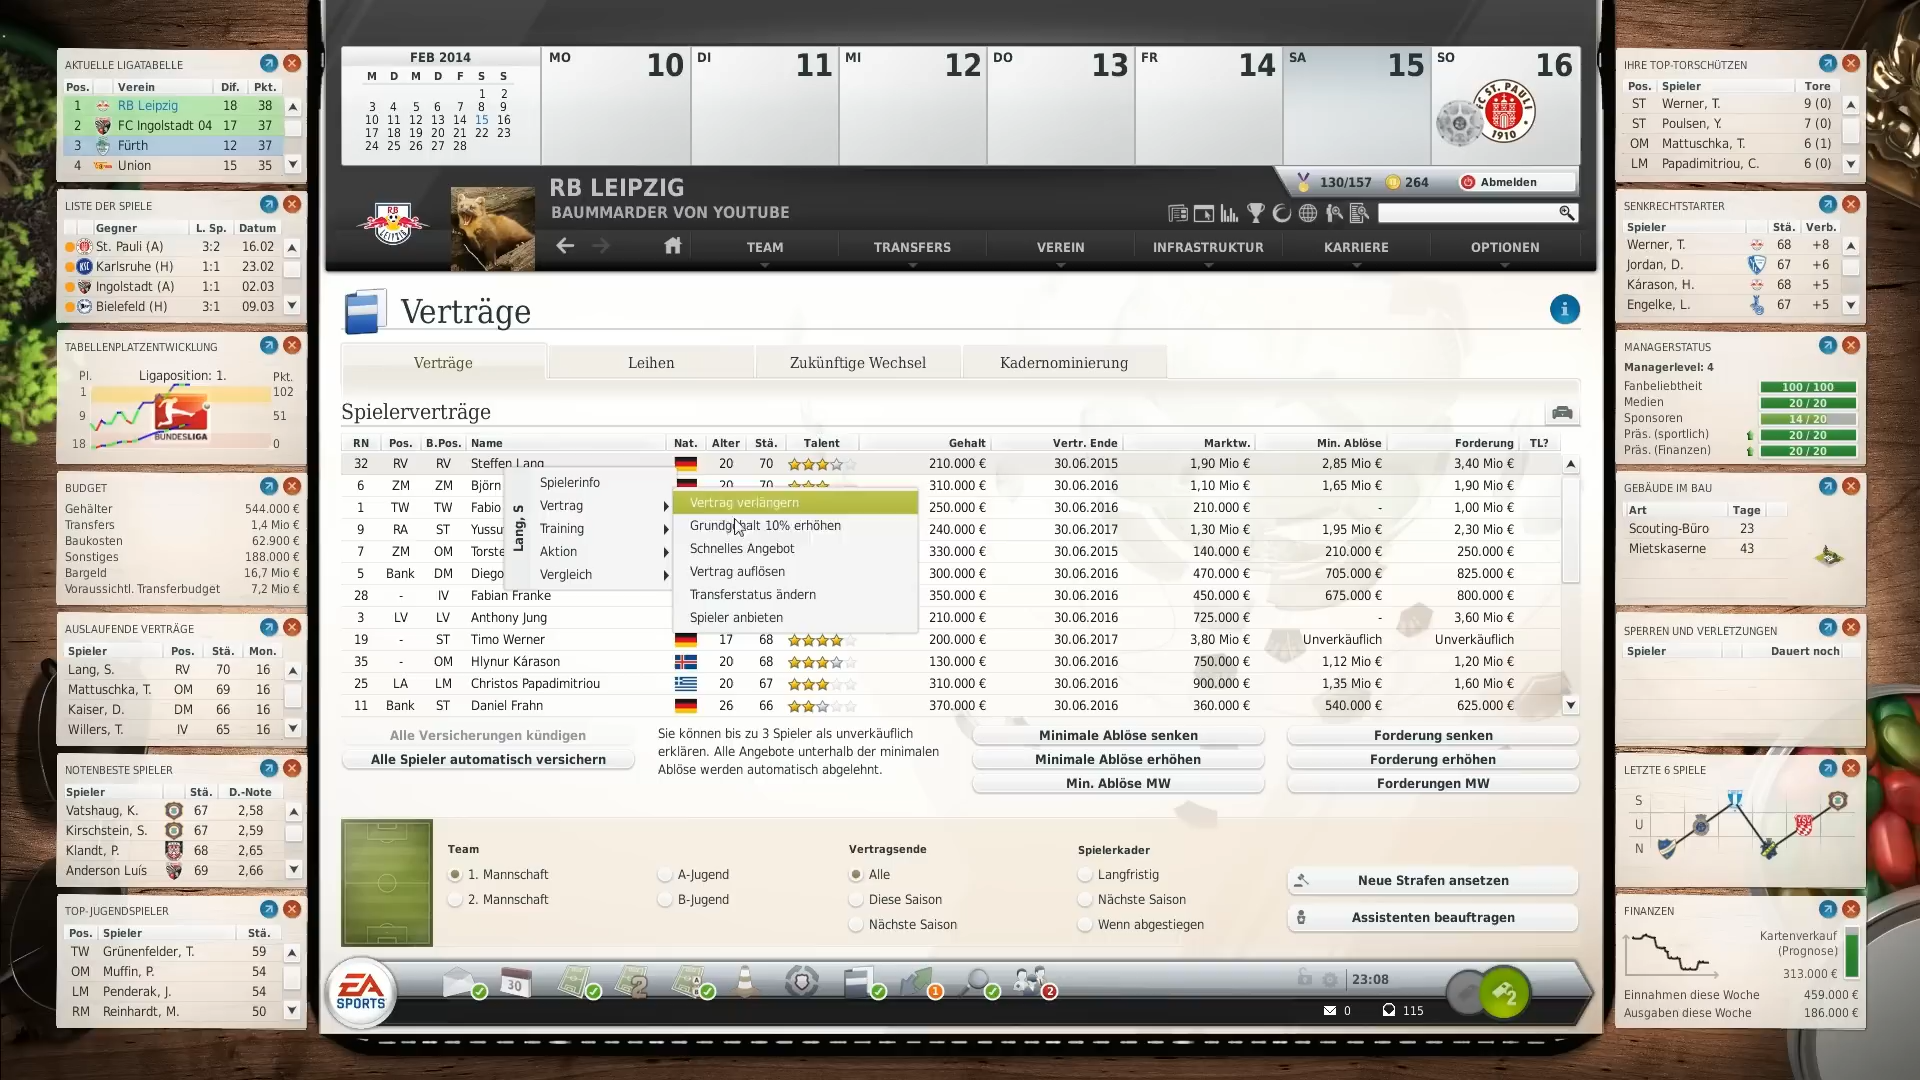 AKTUELLE LIGATABELLE
Pos. Verein Dif. Pkt.
1 RB Leipzig 18 38
2 FC Ingolstadt 04 17 37
3 Fürth 12 37
4 Union 15 35
LISTE DER SPIELE
Gegner L. Sp. Datum
St. Pauli (A) 3:2 16.02
Karlsruhe (H) 1:1 23.02
Ingolstadt (A) 1:1 02.03
Bielefeld (H) 3:1 09.03
TABELLENPLATZENTWICKLUNG
Pl. Ligaposition: 1. Pkt.
1 102
9 51
18 0
BUNDESLIGA
BUDGET
Gehälter 544.000 €
Transfers 1,4 Mio €
Baukosten 62.900 €
Sonstiges 188.000 €
Bargeld 16,7 Mio €
Voraussichtl. Transferbudget 7,2 Mio €
AUSLAUFENDE VERTRÄGE
Spieler Pos. Stä. Mon.
Lang, S. RV 70 16
Mattuschka, T. OM 69 16
Kaiser, D. DM 66 16
Willers, T. IV 65 16
NOTENBESTE SPIELER
Spieler Stä. D.-Note
Vatshaug, K. 67 2,58
Kirschstein, S. 67 2,59
Klandt, P. 68 2,65
Anderson Luís 69 2,66
TOP-JUGENDSPIELER
Pos. Spieler Stä.
TW Grünenfelder, T. 59
OM Muffin, P. 54
LM Penderak, J. 54
RM Reinhardt, M. 50
FEB 2014
M D M D F S S
1 2
3 4 5 6 7 8 9
10 11 12 13 14 15 16
17 18 19 20 21 22 23
24 25 26 27 28
MO 10 DI 11 MI 12 DO 13 FR 14 SA 15 SO 16
FC ST. PAULI
1910
130/157 264 Abmelden
RB LEIPZIG
BAUMMARDER VON YOUTUBE
RB
LEIPZIG
TEAM TRANSFERS VEREIN INFRASTRUKTUR KARRIERE OPTIONEN
Verträge
Verträge Leihen Zukünftige Wechsel Kadernominierung
Spielerverträge
RN Pos. B.Pos. Name Nat. Alter Stä. Talent Gehalt Vertr. Ende Marktw. Min. Ablöse Forderung TL?
32 RV RV Steffen Lang 20 70 210.000 € 30.06.2015 1,90 Mio € 2,85 Mio € 3,40 Mio €
6 ZM ZM Björn 20 70 310.000 € 30.06.2016 1,10 Mio € 1,65 Mio € 1,90 Mio €
1 TW TW Fabio 250.000 € 30.06.2016 210.000 € - 1,00 Mio €
9 RA ST Yussu 240.000 € 30.06.2017 1,30 Mio € 1,95 Mio € 2,30 Mio €
7 ZM OM Torste 330.000 € 30.06.2015 140.000 € 210.000 € 250.000 €
5 Bank DM Diego 300.000 € 30.06.2016 470.000 € 705.000 € 825.000 €
28 - IV Fabian Franke 350.000 € 30.06.2016 450.000 € 675.000 € 800.000 €
3 LV LV Anthony Jung 210.000 € 30.06.2016 725.000 € - 3,60 Mio €
19 - ST Timo Werner 17 68 200.000 € 30.06.2017 3,80 Mio € Unverkäuflich Unverkäuflich
35 - OM Hlynur Kárason 20 68 130.000 € 30.06.2016 750.000 € 1,12 Mio € 1,20 Mio €
25 LA LM Christos Papadimitriou 20 67 310.000 € 30.06.2016 900.000 € 1,35 Mio € 1,60 Mio €
11 Bank ST Daniel Frahn 26 66 370.000 € 30.06.2016 360.000 € 540.000 € 625.000 €
Lang, S
Spielerinfo
Vertrag
Training
Aktion
Vergleich
Vertrag verlängern
Grundgehalt 10% erhöhen
Schnelles Angebot
Vertrag auflösen
Transferstatus ändern
Spieler anbieten
Alle Versicherungen kündigen
Alle Spieler automatisch versichern
Sie können bis zu 3 Spieler als unverkäuflich
erklären. Alle Angebote unterhalb der minimalen
Ablöse werden automatisch abgelehnt.
Minimale Ablöse senken Forderung senken
Minimale Ablöse erhöhen Forderung erhöhen
Min. Ablöse MW Forderungen MW
Team Vertragsende Spielerkader
1. Mannschaft A-Jugend Alle Langfristig
2. Mannschaft B-Jugend Diese Saison Nächste Saison
Nächste Saison Wenn abgestiegen
Neue Strafen ansetzen
Assistenten beauftragen
EA
SPORTS
30 2 1 2
23:08
0 115
2
IHRE TOP-TORSCHÜTZEN
Pos. Spieler Tore
ST Werner, T. 9 (0)
ST Poulsen, Y. 7 (0)
OM Mattuschka, T. 6 (1)
LM Papadimitriou, C. 6 (0)
SENKRECHTSTARTER
Spieler Stä. Verb.
Werner, T. 68 +8
Jordan, D. 67 +6
Kárason, H. 68 +5
Engelke, L. 67 +5
MANAGERSTATUS
Managerlevel: 4
Fanbeliebtheit 100 / 100
Medien 20 / 20
Sponsoren 14 / 20
Präs. (sportlich) 20 / 20
Präs. (Finanzen) 20 / 20
GEBÄUDE IM BAU
Art Tage
Scouting-Büro 23
Mietskaserne 43
SPERREN UND VERLETZUNGEN
Spieler Dauert noch
LETZTE 6 SPIELE
S
U
N
FINANZEN
Kartenverkauf
(Prognose)
313.000 €
Einnahmen diese Woche 459.000 €
Ausgaben diese Woche 186.000 €